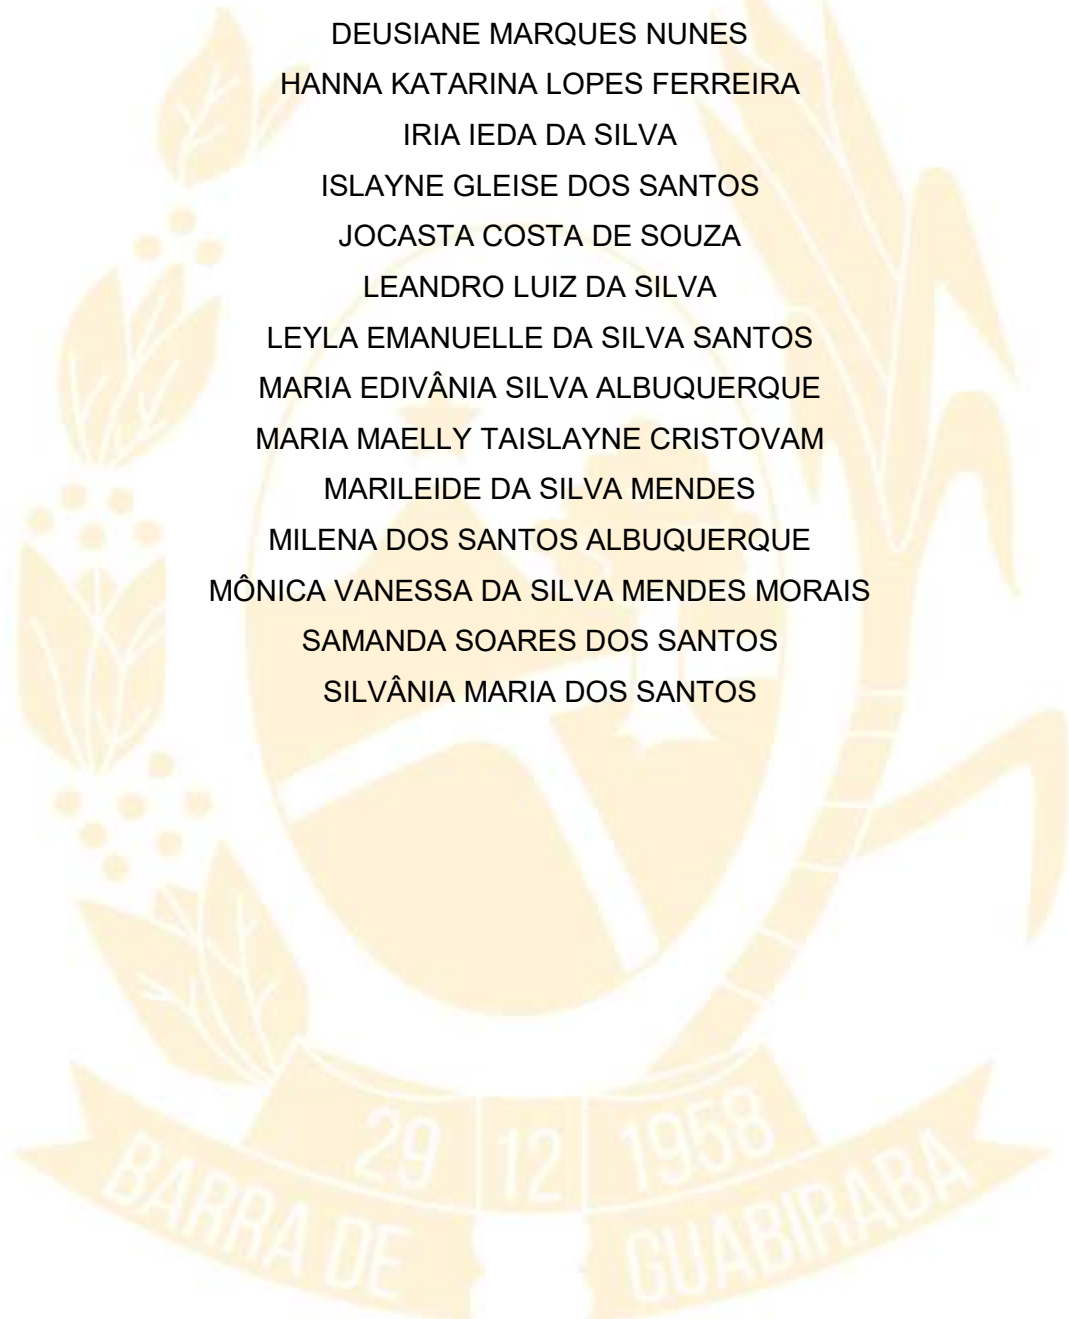 DEUSIANE MARQUES NUNES
HANNA KATARINA LOPES FERREIRA
IRIA IEDA DA SILVA
ISLAYNE GLEISE DOS SANTOS
JOCASTA COSTA DE SOUZA
LEANDRO LUIZ DA SILVA
LEYLA EMANUELLE DA SILVA SANTOS
MARIA EDIVÂNIA SILVA ALBUQUERQUE
MARIA MAELLY TAISLAYNE CRISTOVAM
MARILEIDE DA SILVA MENDES
MILENA DOS SANTOS ALBUQUERQUE
MÔNICA VANESSA DA SILVA MENDES MORAIS
SAMANDA SOARES DOS SANTOS
SILVÂNIA MARIA DOS SANTOS
29 12 1958
BARRA DE GUABIRABA